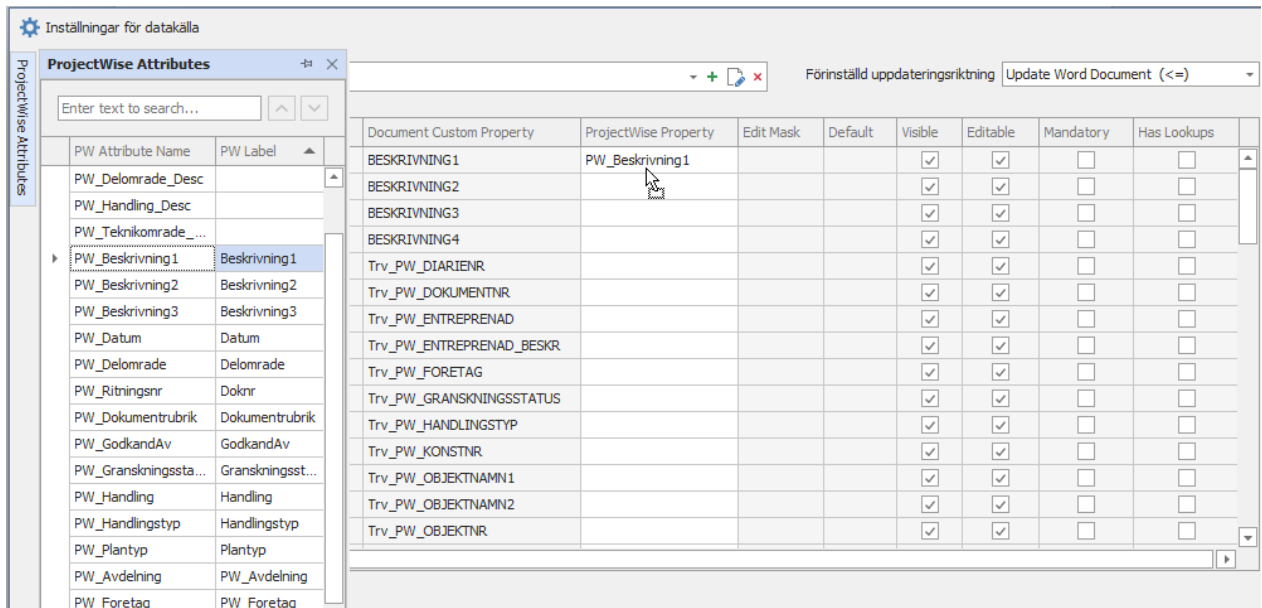 Inställningar för datakälla
ProjectWise Attributes
ProjectWise Attributes
Enter text to search...
PW Attribute Name PW Label
PW_Delomrade_Desc
PW_Handling_Desc
PW_Teknikomrade_...
PW_Beskrivning1 Beskrivning1
PW_Beskrivning2 Beskrivning2
PW_Beskrivning3 Beskrivning3
PW_Datum Datum
PW_Delomrade Delomrade
PW_Ritningsnr Doknr
PW_Dokumentrubrik Dokumentrubrik
PW_GodkandAv GodkandAv
PW_Granskningssta... Granskningsst...
PW_Handling Handling
PW_Handlingstyp Handlingstyp
PW_Plantyp Plantyp
PW_Avdelning PW_Avdelning
PW_Foretag PW_Foretag
Förinställd uppdateringsriktning Update Word Document (<=)
Document Custom Property ProjectWise Property Edit Mask Default Visible Editable Mandatory Has Lookups
BESKRIVNING1 PW_Beskrivning1
BESKRIVNING2
BESKRIVNING3
BESKRIVNING4
Trv_PW_DIARIENR
Trv_PW_DOKUMENTNR
Trv_PW_ENTREPRENAD
Trv_PW_ENTREPRENAD_BESKR
Trv_PW_FORETAG
Trv_PW_GRANSKNINGSSTATUS
Trv_PW_HANDLINGSTYP
Trv_PW_KONSTNR
Trv_PW_OBJEKTNAMN1
Trv_PW_OBJEKTNAMN2
Trv_PW_OBJEKTNR